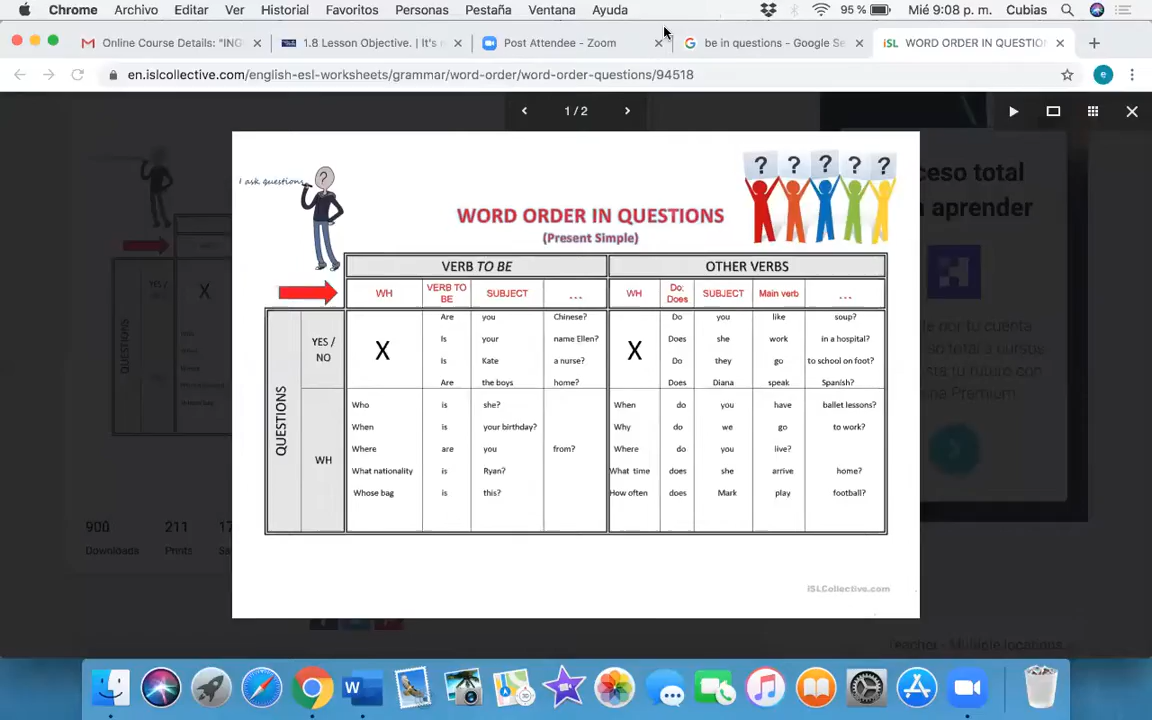 Chrome Archivo Editar Ver Historial Favoritos Personas Pestaña Ventana Ayuda 95 % Mié 9:08 p. m. Cubias
Online Course Details: "ING 1.8 Lesson Objective. | It's r Post Attendee - Zoom be in questions - Google Se iSL WORD ORDER IN QUESTIO
en.islcollective.com/english-esl-worksheets/grammar/word-order/word-order-questions/94518 e
1 / 2
I ask questions
? ? ? ? ? ?
WORD ORDER IN QUESTIONS
(Present Simple)
VERB TO BE OTHER VERBS
WH VERB TO BE SUBJECT ... WH Do; Does SUBJECT Main verb ...
QUESTIONS
YES / NO
X X
Are you Chinese? Do you like soup?
Is your name Ellen? Does she work in a hospital?
Is Kate a nurse? Do they go to school on foot?
Are the boys home? Does Diana speak Spanish?
WH
Who is she? When do you have ballet lessons?
When is your birthday? Why do we go to work?
Where are you from? Where do you live?
What nationality is Ryan? What time does she arrive home?
Whose bag is this? How often does Mark play football?
iSLCollective.com
ceso total
aprender
900 211
Downloads Prints
Teacher - Multiple locations
W